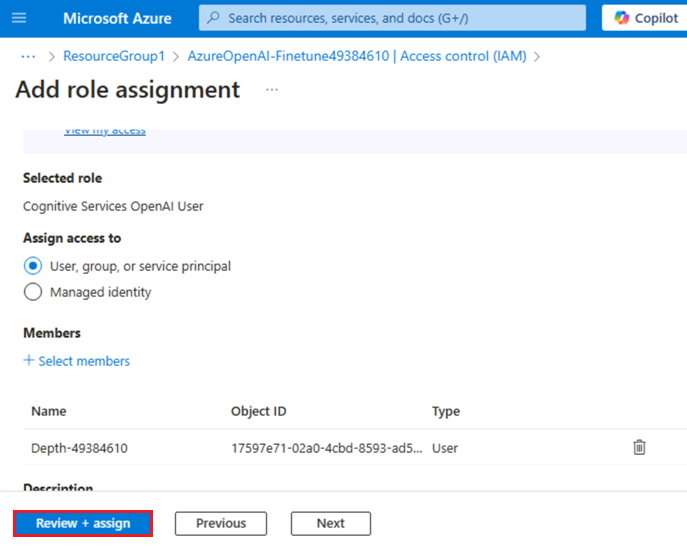 Microsoft Azure
Search resources, services, and docs (G+/)
Copilot
··· > ResourceGroup1 > AzureOpenAI-Finetune49384610 | Access control (IAM) >
Add role assignment ···
View my access
Selected role
Cognitive Services OpenAI User
Assign access to
User, group, or service principal
Managed identity
Members
+ Select members
Name Object ID Type
Depth-49384610 17597e71-02a0-4cbd-8593-ad5... User
Description
Review + assign Previous Next